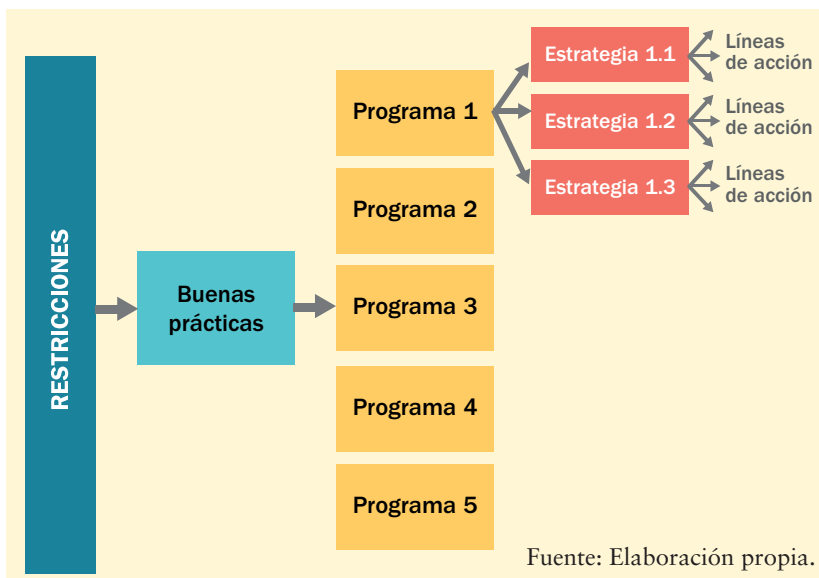 RESTRICCIONES
Buenas
prácticas
Programa 1
Programa 2
Programa 3
Programa 4
Programa 5
Estrategia 1.1
Líneas
de acción
Estrategia 1.2
Líneas
de acción
Estrategia 1.3
Líneas
de acción
Fuente: Elaboración propia.